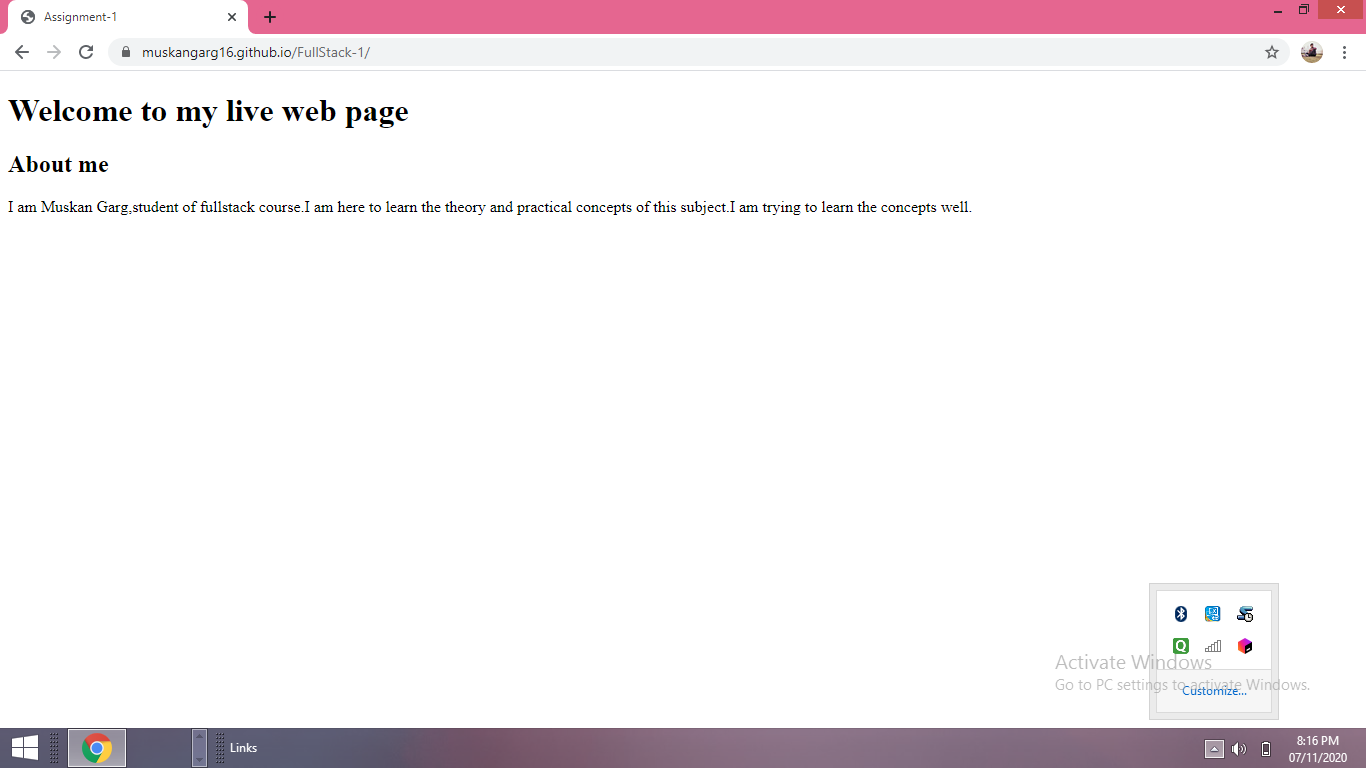 Assignment-1
muskangarg16.github.io/FullStack-1/
Welcome to my live web page
About me
I am Muskan Garg,student of fullstack course.I am here to learn the theory and practical concepts of this subject.I am trying to learn the concepts well.
Activate Windows
Go to PC settings to activate Windows.
Customize...
Links
8:16 PM
07/11/2020